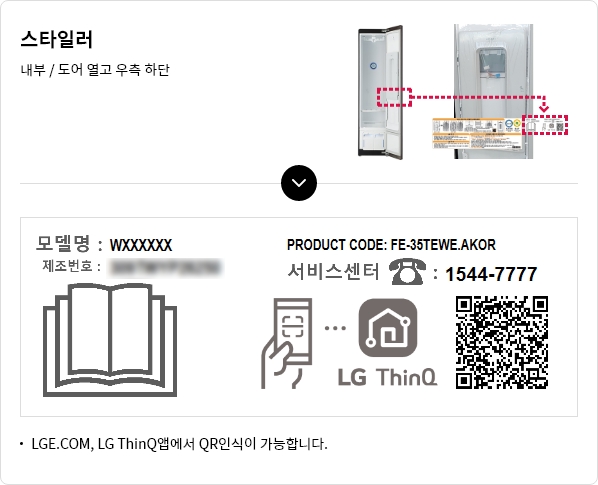 스타일러
내부 / 도어 열고 우측 하단
모델명 : WXXXXXX
제조번호 :
PRODUCT CODE: FE-35TEWE.AKOR
서비스센터 : 1544-7777
LG ThinQ
• LGE.COM, LG ThinQ앱에서 QR인식이 가능합니다.